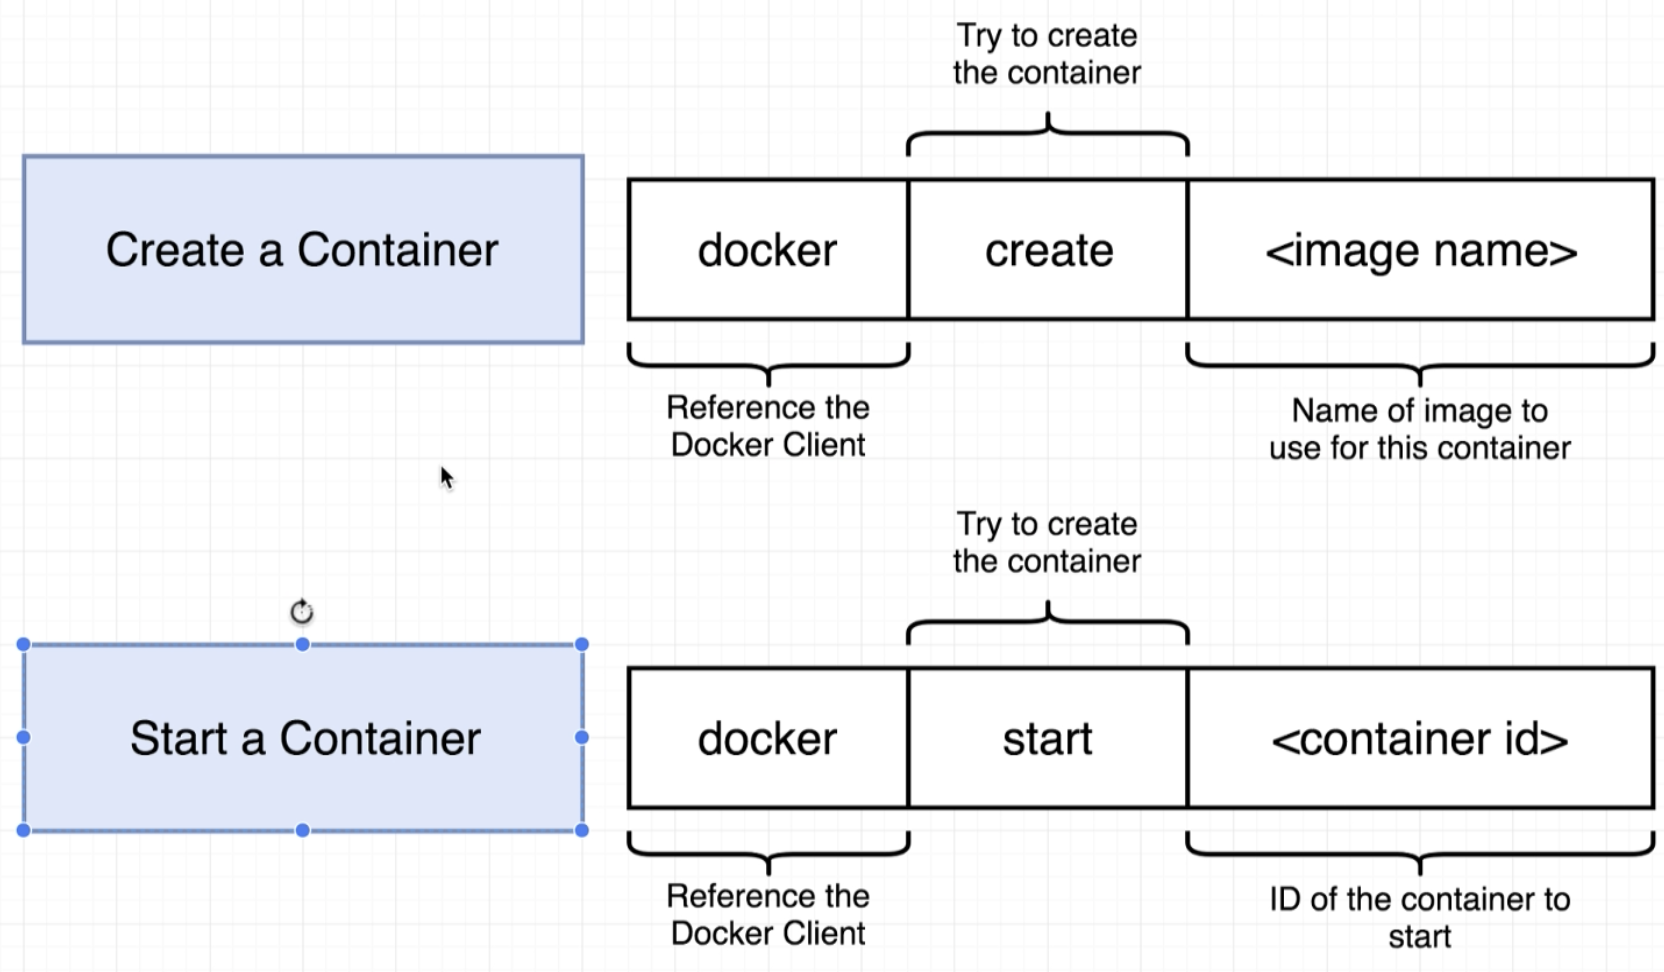 Try to create
the container
Create a Container
docker
create
<image name>
Reference the
Docker Client
Name of image to
use for this container
Try to create
the container
Start a Container
docker
start
<container id>
Reference the
Docker Client
ID of the container to
start